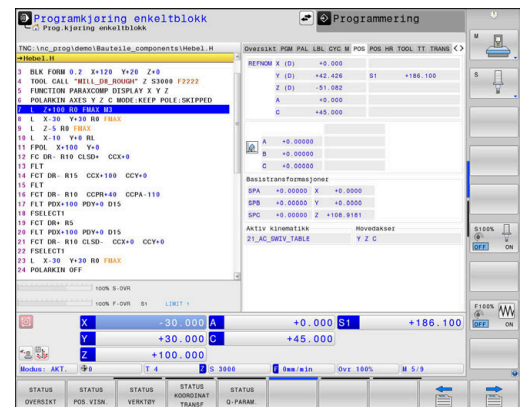 Programkjøring enkeltblokk
Prog.kjøring enkeltblokk
Programmering
TNC:\nc_prog\demo\Bauteile_components\Hebel.H
→Hebel.H
3 BLK FORM 0.2 X+120 Y+20 Z+0
4 TOOL CALL "MILL_D8_ROUGH" Z S3000 F2222
5 FUNCTION PARAXCOMP DISPLAY X Y Z
6 POLARKIN AXES Y Z C MODE:KEEP POLE:SKIPPED
7 L Z+100 R0 FMAX M3
8 L X-30 Y+30 R0 FMAX
9 L Z-5 R0 FMAX
10 L X-10 Y+0 RL
11 FPOL X+100 Y+0
12 FC DR- R10 CLSD+ CCX+0
13 FLT
14 FCT DR- R15 CCX+100 CCY+0
15 FLT
16 FCT DR- R10 CCPR+40 CCPA-110
17 FLT PDX+100 PDY+0 D15
18 FSELECT1
19 FCT DR+ R5
20 FLT PDX+100 PDY+0 D15
21 FCT DR- R10 CLSD- CCX+0 CCY+0
22 FSELECT1
23 L X-30 Y+30 R0 FMAX
24 POLARKIN OFF
100% S-OVR
100% F-OVR S1 LIMIT 1
Oversikt PGM PAL LBL CYC M POS POS HR TOOL TT TRANS
REFNOM X (D) +0.000
Y (D) +42.426 S1 +186.100
Z (D) -51.082
A +0.000
C +45.000
A +0.00000
B +0.00000
C +0.00000
Basistransformasjoner
SPA +0.00000 X +0.0000
SPB +0.00000 Y +0.0000
SPC +0.00000 Z +108.9181
Aktiv kinematikk Hovedakser
21_AC_SWIV_TABLE Y Z C
X -30.000 A +0.000 S1 +186.100
Y +30.000 C +45.000
Z +100.000
Modus: AKT. 0 T 4 Z S 3000 F 0mm/min Ovr 100% M 5/9
STATUS OVERSIKT
STATUS POS.VISN.
STATUS VERKTØY
STATUS KOORDINAT TRANSF
STATUS Q-PARAM.
M
S
S100%
OFF ON
F100%
OFF ON